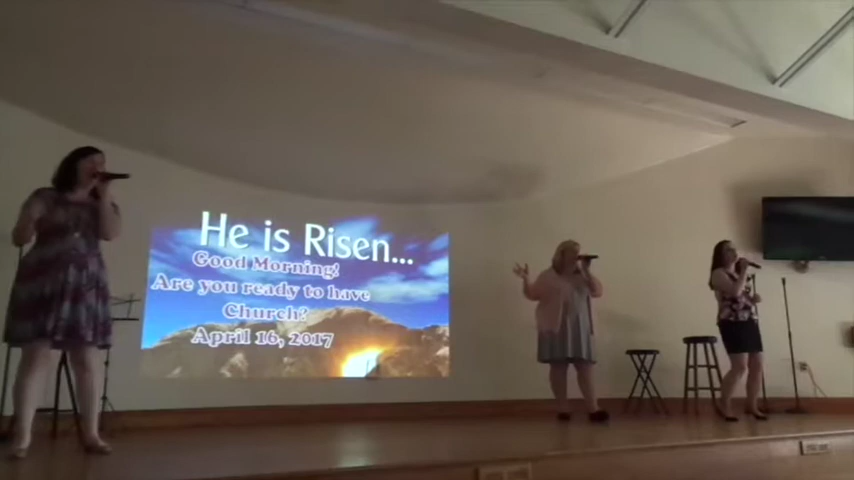 He is Risen...
Good Morning!
Are you ready to have
Church?
April 16, 2017